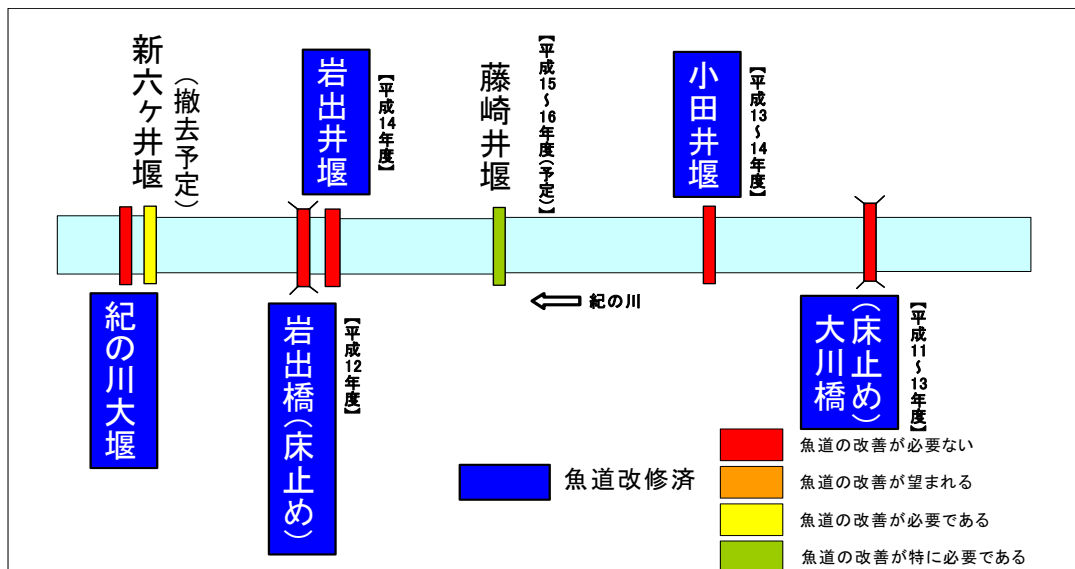 新六ヶ井堰
(撤去予定)
岩出井堰
【平成14年度】
藤崎井堰
【平成15～16年度(予定)】
小田井堰
【平成13～14年度】
紀の川大堰
岩出橋(床止め)
【平成12年度】
紀の川
大川橋
(床止め)
【平成11～13年度】
魚道改修済
魚道の改善が必要ない
魚道の改善が望まれる
魚道の改善が必要である
魚道の改善が特に必要である